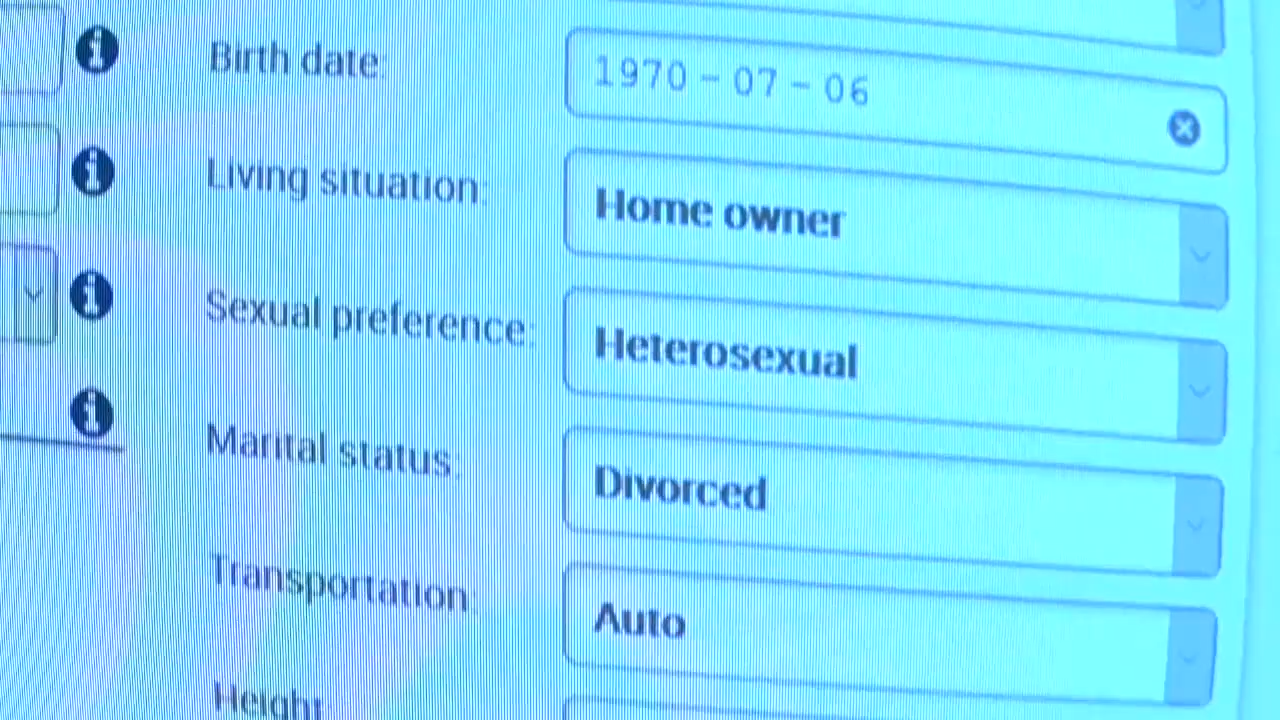 Birth date: 1970-07-06
Living situation: Home owner
Sexual preference: Heterosexual
Marital status: Divorced
Transportation: Auto
Height